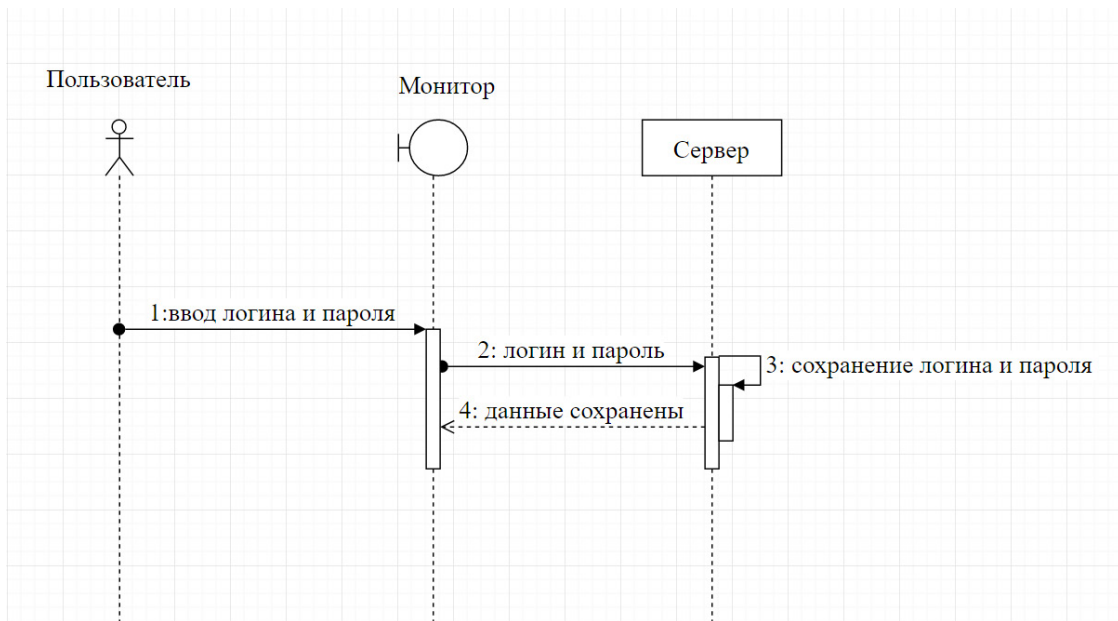 Пользователь
Монитор
Сервер
1:ввод логина и пароля
2: логин и пароль
3: сохранение логина и пароля
4: данные сохранены